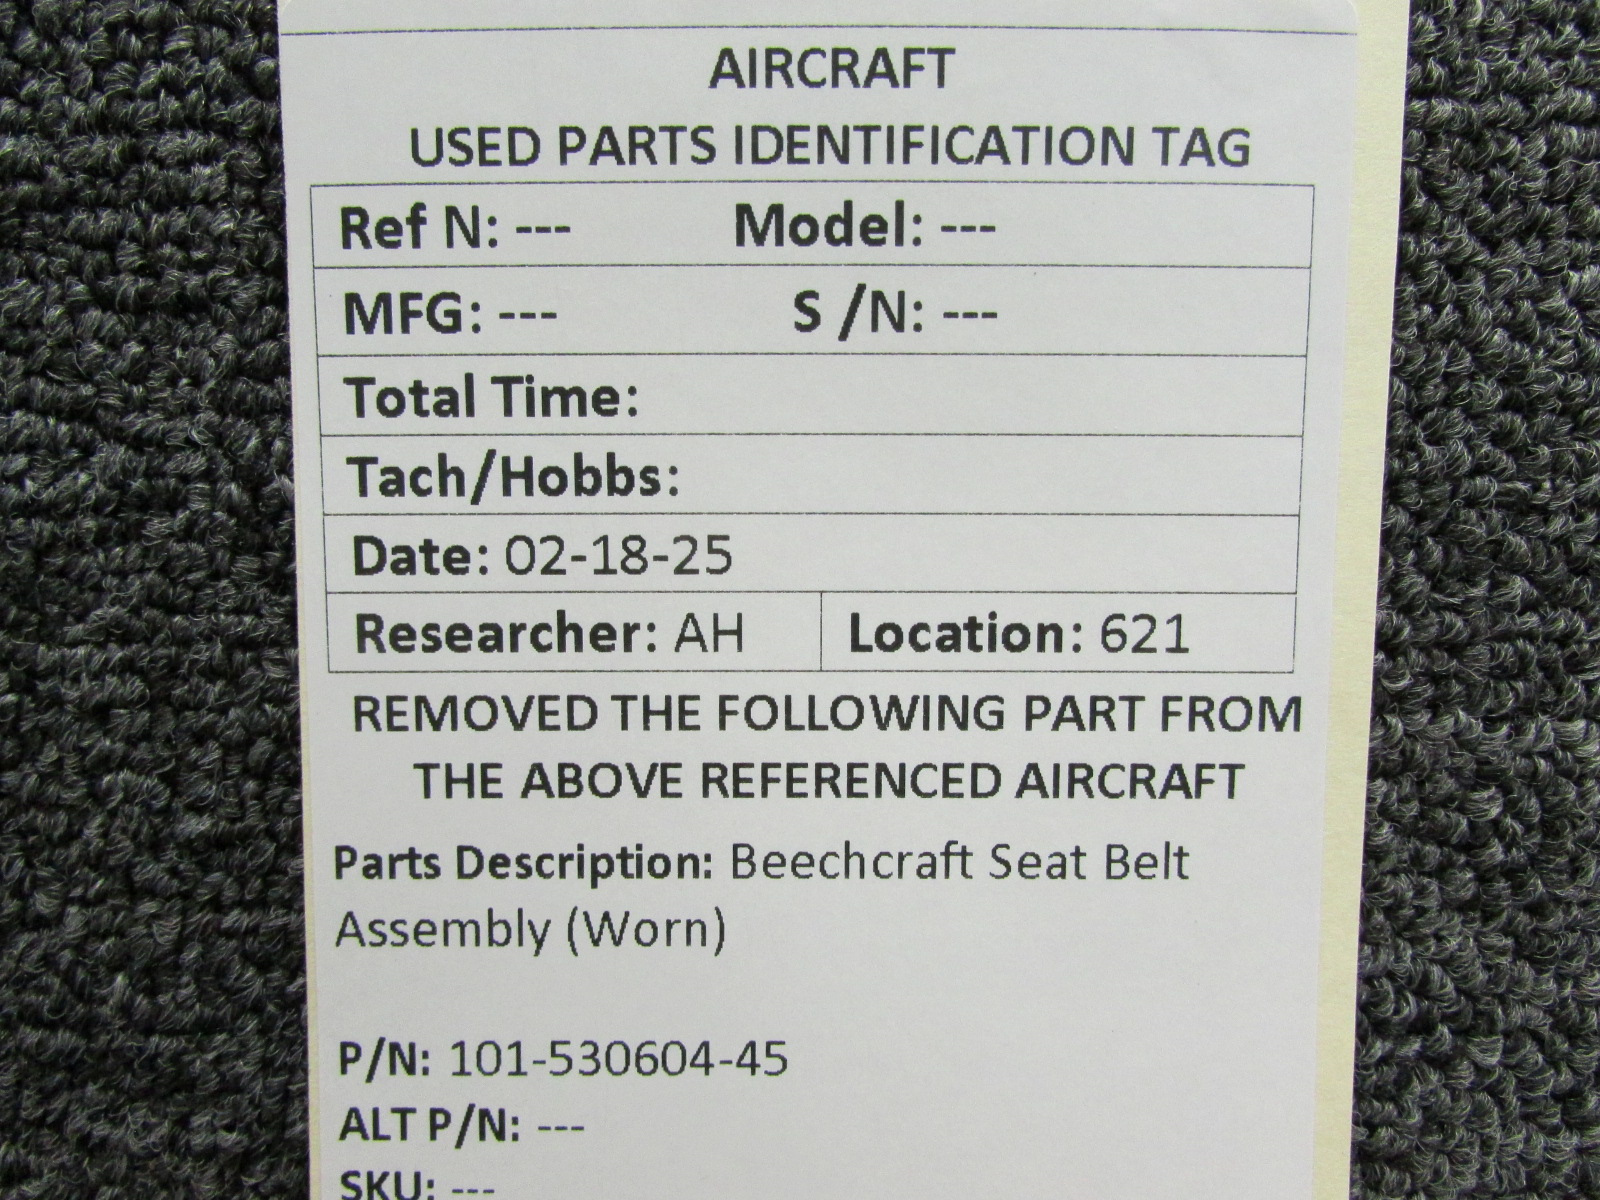 AIRCRAFT
USED PARTS IDENTIFICATION TAG
Ref N: --- Model: ---
MFG: --- S /N: ---
Total Time:
Tach/Hobbs:
Date: 02-18-25
Researcher: AH Location: 621
REMOVED THE FOLLOWING PART FROM
THE ABOVE REFERENCED AIRCRAFT
Parts Description: Beechcraft Seat Belt
Assembly (Worn)
P/N: 101-530604-45
ALT P/N: ---
SKU: ---